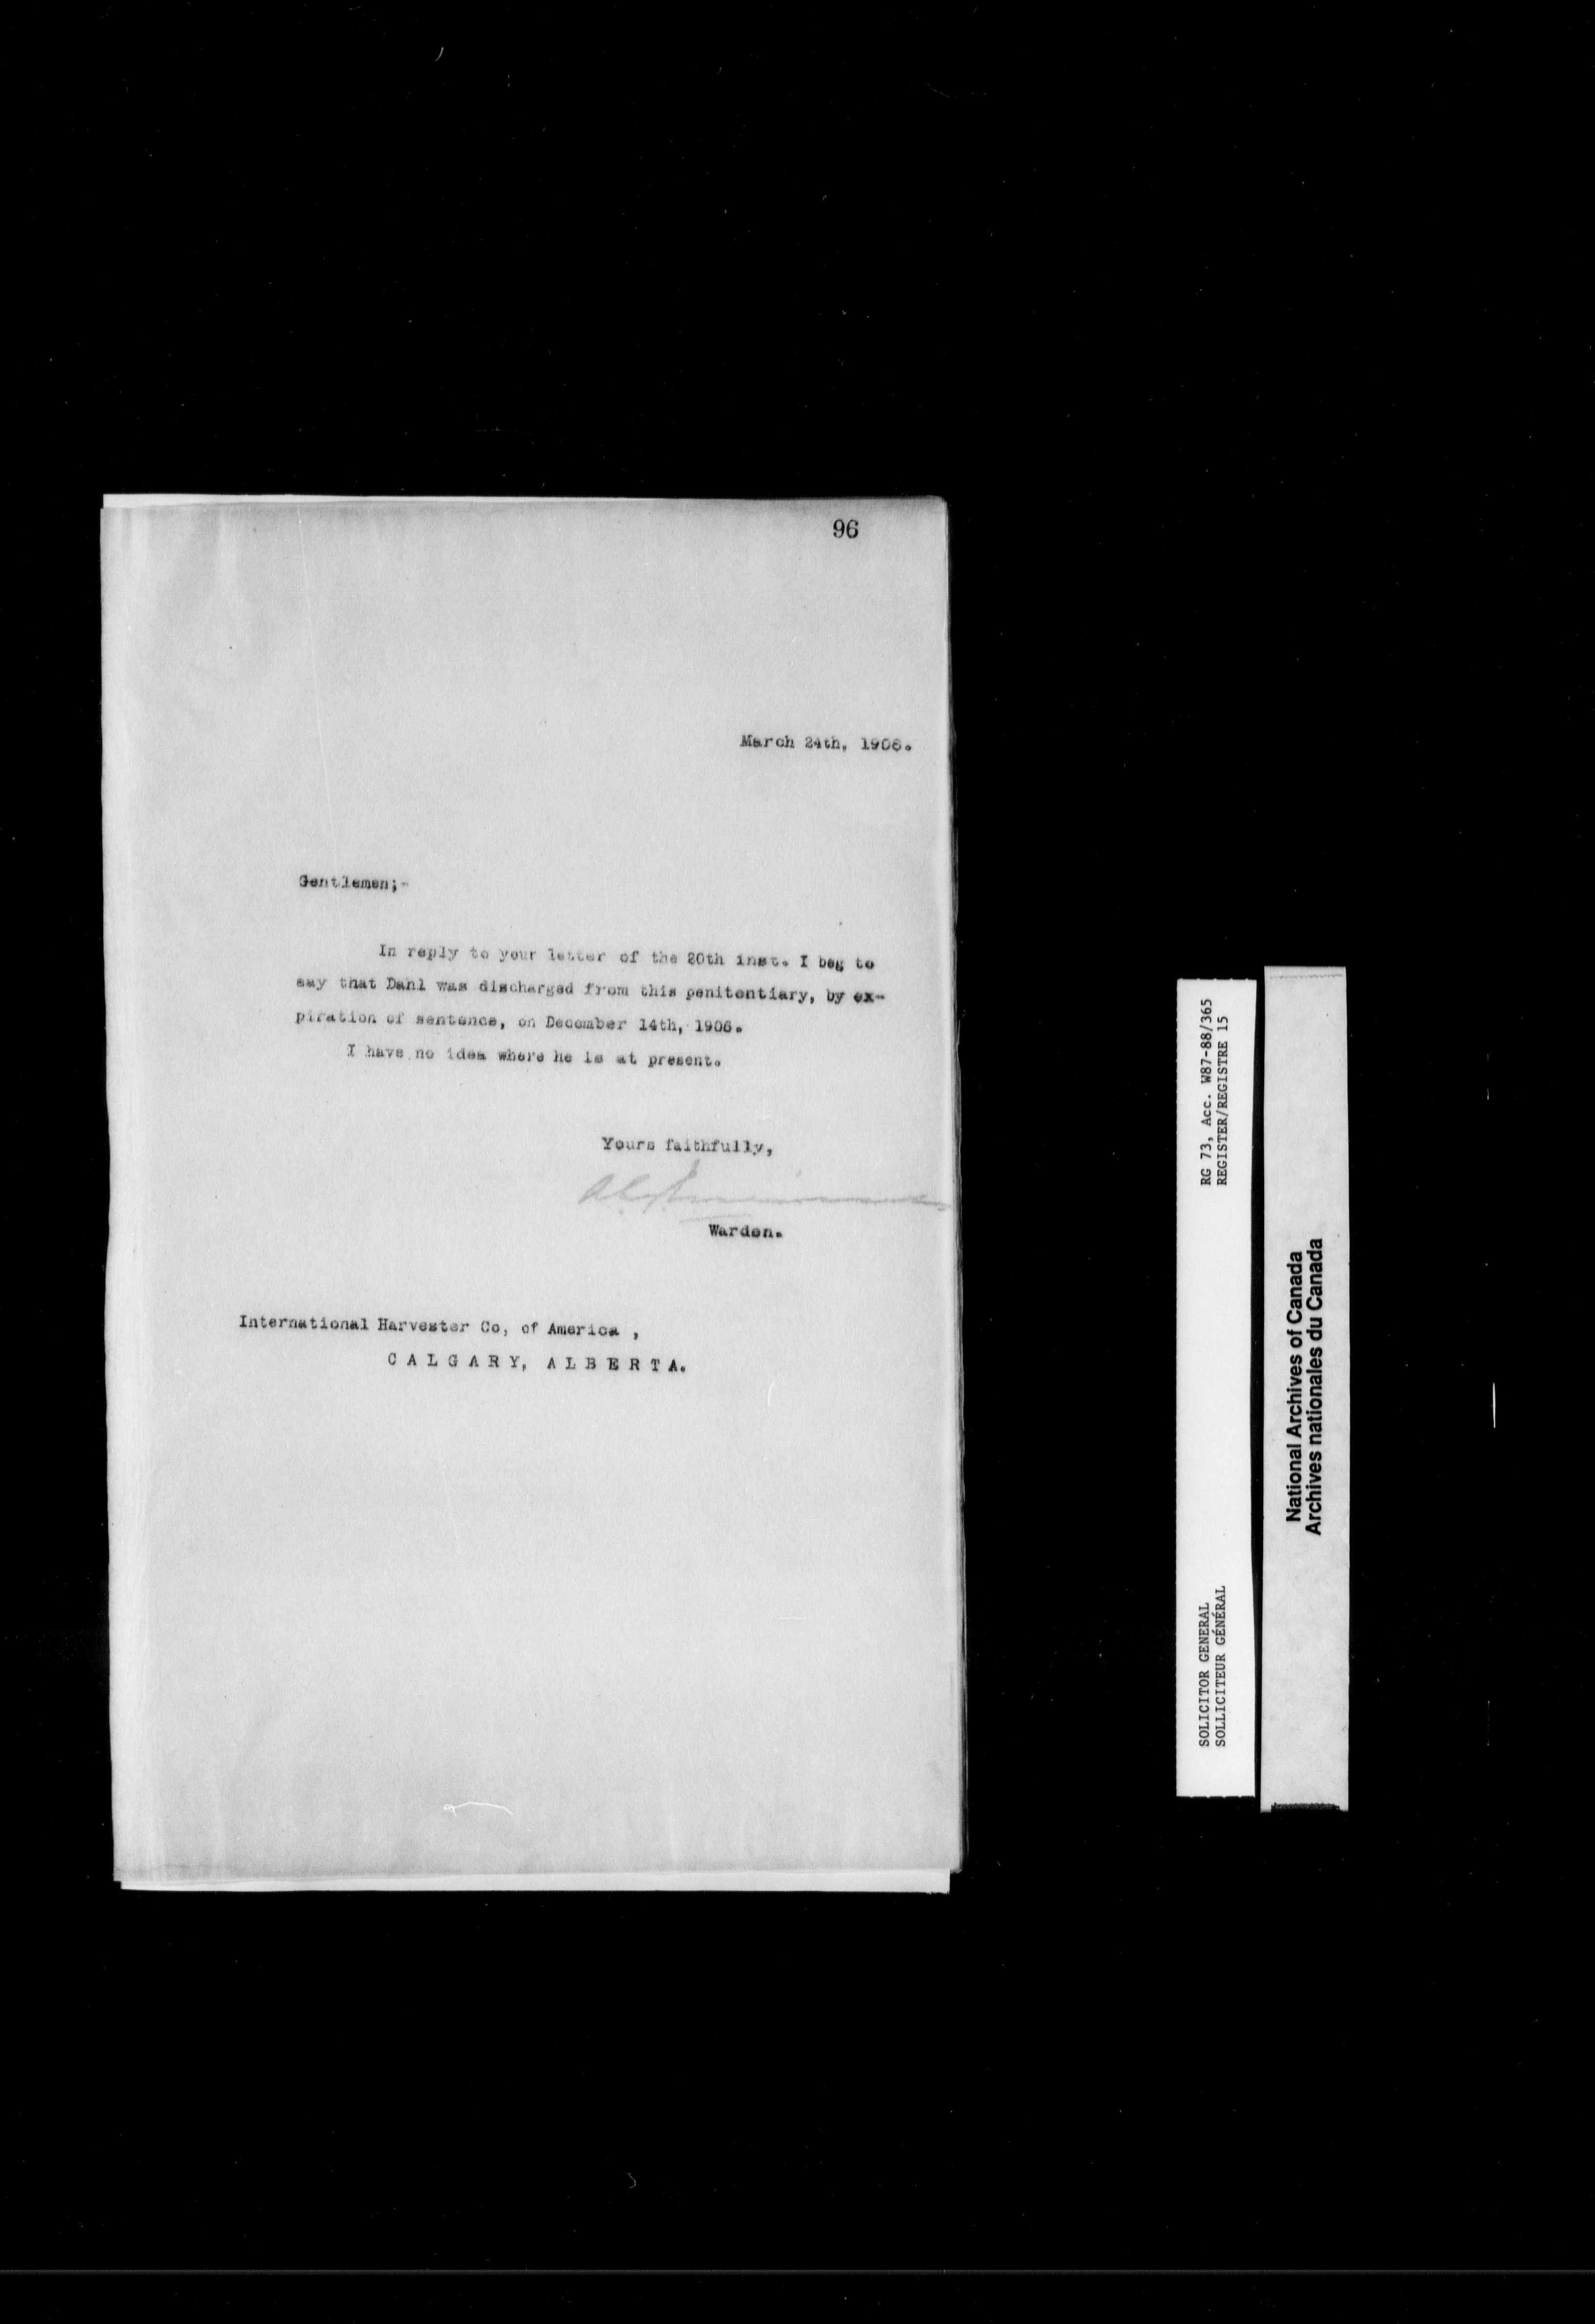 96
March 24th, 1908.
Gentlemen;-
In reply to your letter of the 20th inst. I beg to
say that Dahl was discharged from this penitentiary, by ex-
piration of sentence, on December 14th, 1906.
I have no idea where he is at present.
Yours faithfully,
Warden.
International Harvester Co, of America ,
CALGARY, ALBERTA.
RG 73, Acc. W87-88/365
REGISTER/REGISTRE 15
SOLICITOR GENERAL
SOLLICITEUR GÉNÉRAL
National Archives of Canada
Archives nationales du Canada